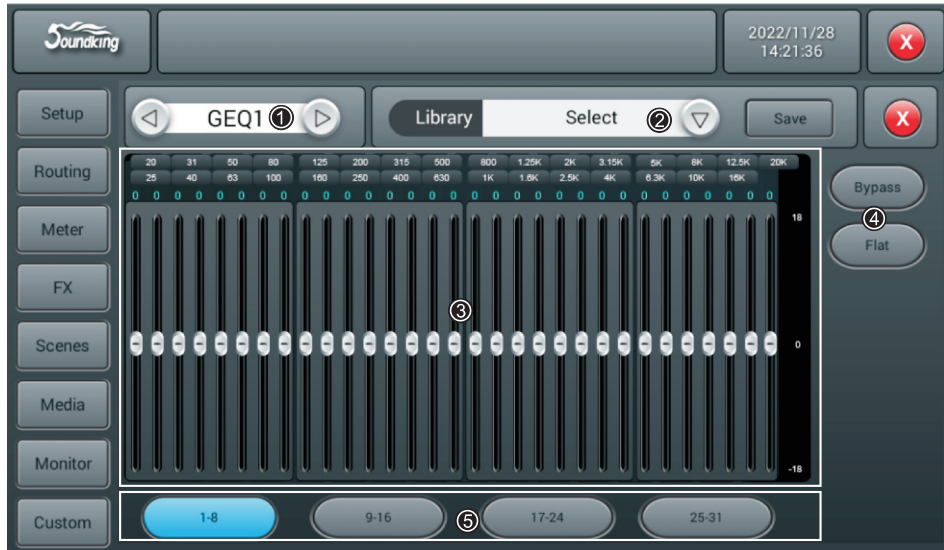 Soundking
2022/11/28
14:21:36
X
Setup
Routing
Meter
FX
Scenes
Media
Monitor
Custom
GEQ1 ①
Library Select ②
Save
X
20 31 50 80 125 200 315 500 800 1.25K 2K 3.15K 5K 8K 12.5K 20K
25 40 63 100 160 250 400 630 1K 1.6K 2.5K 4K 6.3K 10K 16K
0 0 0 0 0 0 0 0 0 0 0 0 0 0 0 0 0 0 0 0 0 0 0 0 0 0 0 0 0 0 0
18
③
0
-18
Bypass
④
Flat
1-8 9-16 ⑤ 17-24 25-31